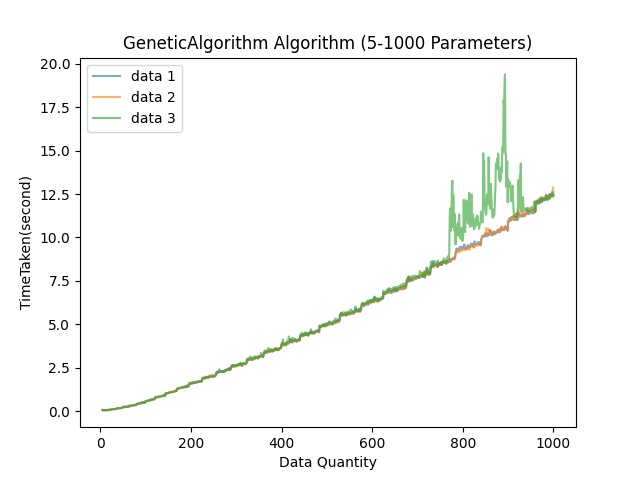 GeneticAlgorithm Algorithm (5-1000 Parameters)
data 1
data 2
data 3
20.0
17.5
15.0
12.5
10.0
7.5
5.0
2.5
0.0
TimeTaken(second)
0 200 400 600 800 1000
Data Quantity